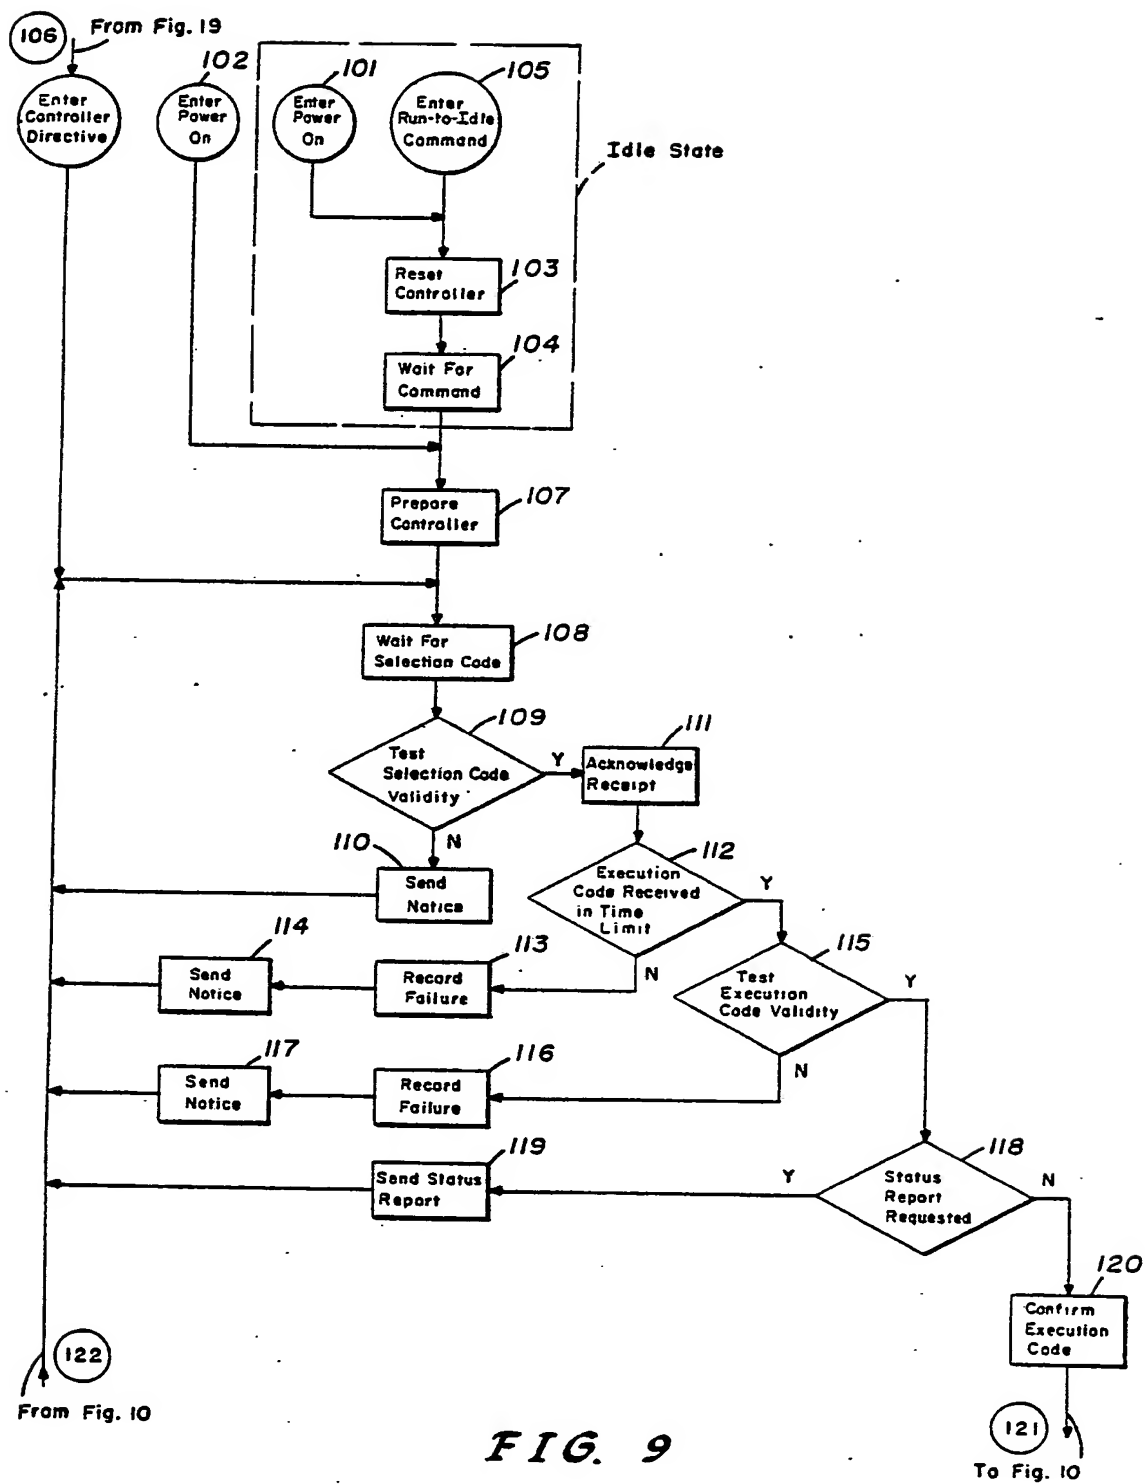 106
From Fig. 19
102
101
105
Enter
Controller
Directive
Enter
Power
On
Enter
Power
On
Enter
Run-to-Idle
Command
Idle State
Reset
Controller
103
Wait For
Command
104
Prepare
Controller
107
Wait For
Selection Code
108
109
Test
Selection Code
Validity
Y
N
111
Acknowledge
Receipt
110
Send
Notice
112
Execution
Code Received
in Time
Limit
Y
N
114
Send
Notice
113
Record
Failure
115
Test
Execution
Code Validity
Y
N
117
Send
Notice
116
Record
Failure
119
Send Status
Report
118
Status
Report
Requested
Y
N
120
Confirm
Execution
Code
122
From Fig. 10
121
To Fig. 10
FIG. 9